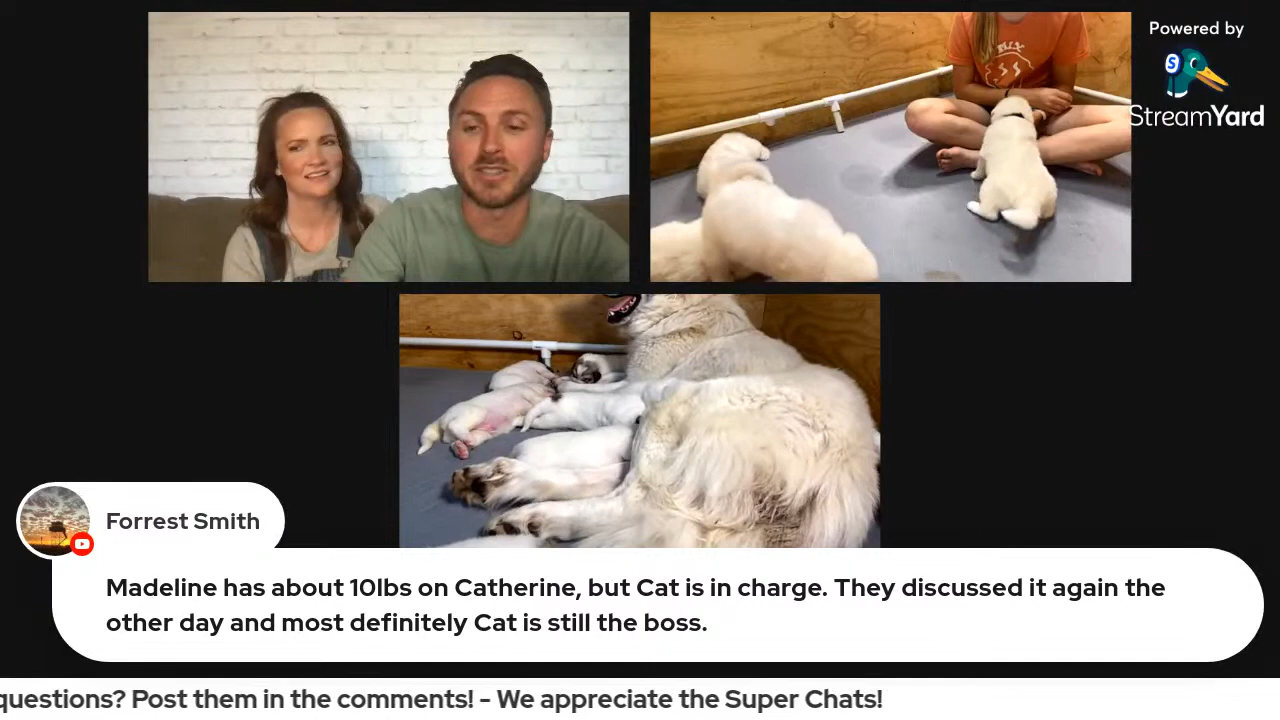 Powered by
S
StreamYard
Forrest Smith
Madeline has about 10lbs on Catherine, but Cat is in charge. They discussed it again the
other day and most definitely Cat is still the boss.
questions? Post them in the comments! - We appreciate the Super Chats!